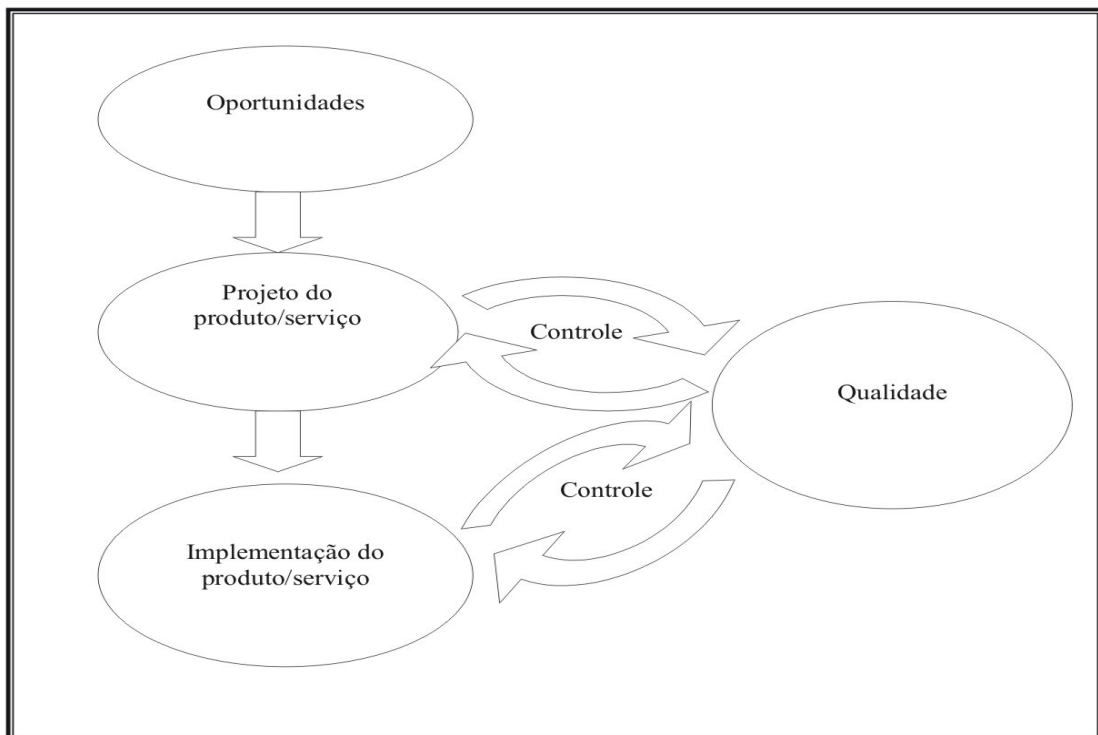 Oportunidades
Projeto do
produto/serviço
Controle
Qualidade
Controle
Implementação do
produto/serviço